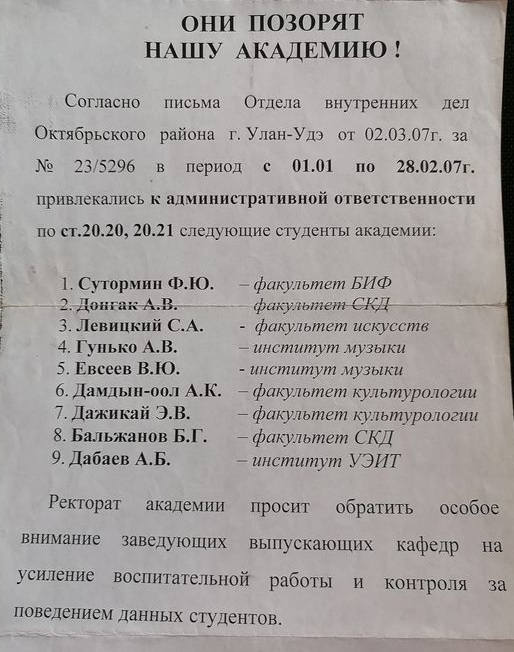 ОНИ ПОЗОРЯТ
НАШУ АКАДЕМИЮ !
Согласно письма Отдела внутренних дел
Октябрьского района г. Улан-Удэ от 02.03.07г. за
№ 23/5296 в период с 01.01 по 28.02.07г.
привлекались к административной ответственности
по ст.20.20, 20.21 следующие студенты академии:
1. Сутормин Ф.Ю. – факультет БИФ
2. Донгак А.В. – факультет СКД
3. Левицкий С.А. - факультет искусств
4. Гунько А.В. – институт музыки
5. Евсеев В.Ю. - институт музыки
6. Дамдын-оол А.К. – факультет культурологии
7. Дажикай Э.В. – факультет культурологии
8. Бальжанов Б.Г. – факультет СКД
9. Дабаев А.Б. – институт УЭИТ
Ректорат академии просит обратить особое
внимание заведующих выпускающих кафедр на
усиление воспитательной работы и контроля за
поведением данных студентов.